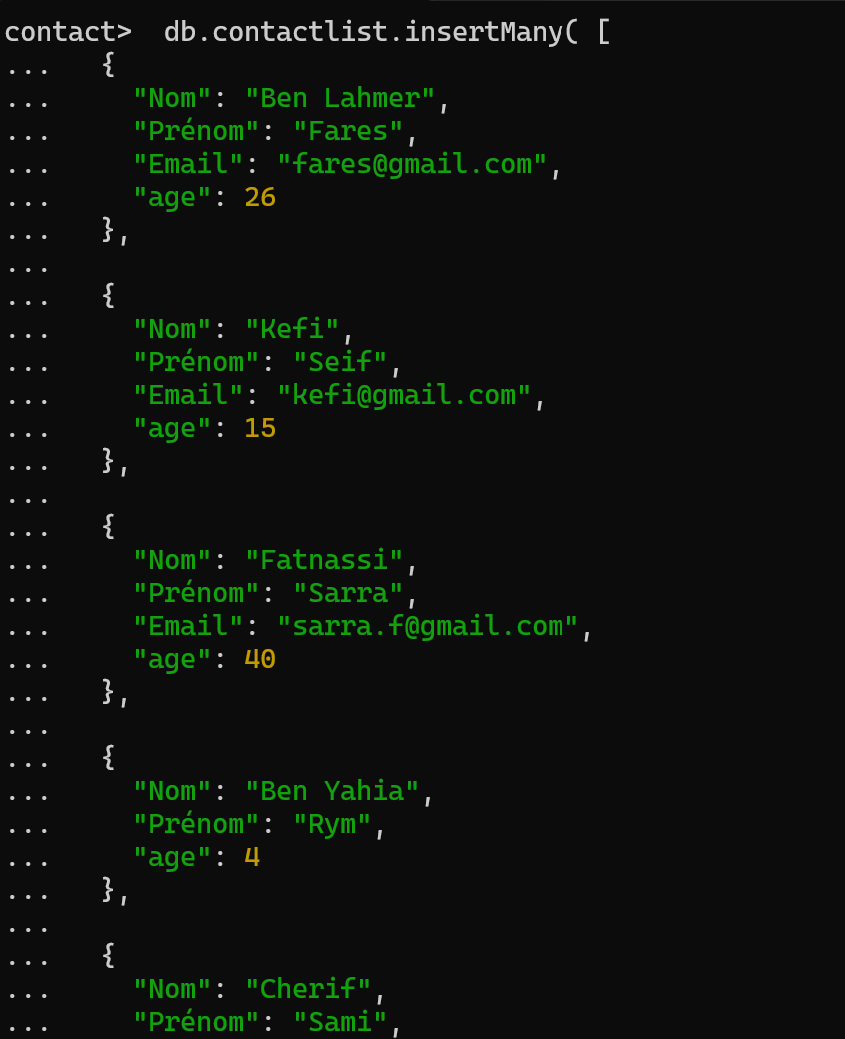 contact>  db.contactlist.insertMany( [
...   {
...     "Nom": "Ben Lahmer",
...     "Prénom": "Fares",
...     "Email": "fares@gmail.com",
...     "age": 26
...   },
...
...   {
...     "Nom": "Kefi",
...     "Prénom": "Seif",
...     "Email": "kefi@gmail.com",
...     "age": 15
...   },
...
...   {
...     "Nom": "Fatnassi",
...     "Prénom": "Sarra",
...     "Email": "sarra.f@gmail.com",
...     "age": 40
...   },
...
...   {
...     "Nom": "Ben Yahia",
...     "Prénom": "Rym",
...     "age": 4
...   },
...
...   {
...     "Nom": "Cherif",
...     "Prénom": "Sami",